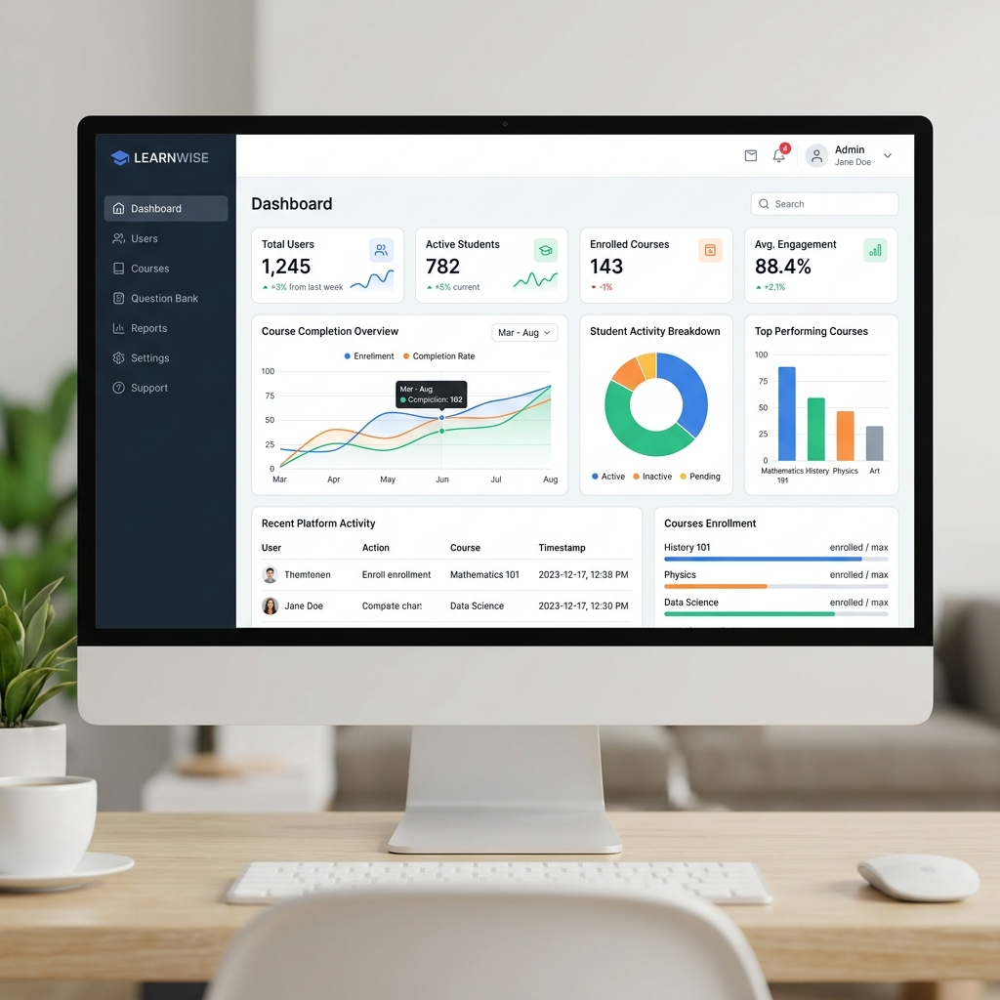 LEARNWISE
Dashboard
Users
Courses
Question Bank
Reports
Settings
Support
Admin
Jane Doe
Dashboard
Search
Total Users
1,245
+3% from last week
Active Students
782
+5% current
Enrolled Courses
143
-1%
Avg. Engagement
88.4%
+2.1%
Course Completion Overview
Mar - Aug
Enrellment Completion Rate
100
75
50
25
0
Mer - Aug
Compiction: 162
Mar Apr May Jun Jul Aug
Student Activity Breakdown
Active Inactive Pending
Top Performing Courses
100
75
50
25
0
Mathematics Histery Physics Art
191
Recent Platform Activity
User Action Course Timestamp
Themfenen Enroll enrollment Mathematics 101 2023-12-17, 12:38 PM
Jane Doe Compate char: Data Science 2023-12-17, 12:30 PM
Courses Enrollment
History 101 enrolled / max
Physics enrolled / max
Data Science enrolled / max